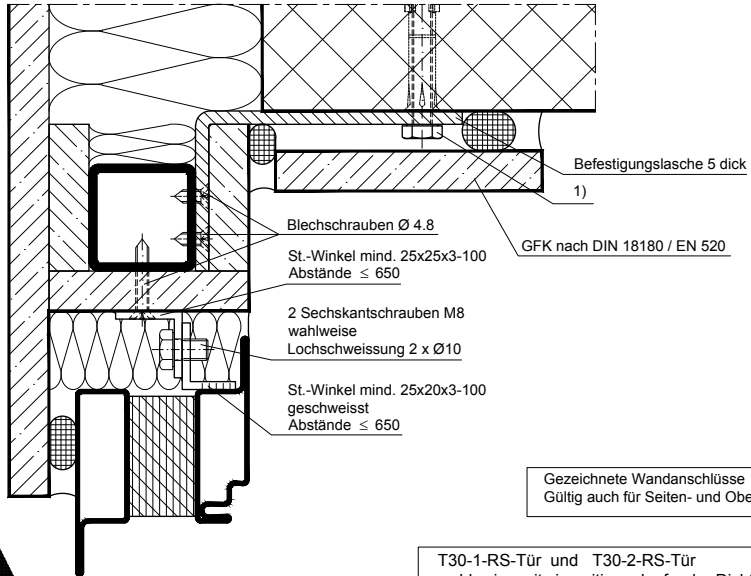 Befestigungslasche 5 dick
1)
Blechschrauben Ø 4.8
GFK nach DIN 18180 / EN 520
St.-Winkel mind. 25x25x3-100
Abstände ≤ 650
2 Sechskantschrauben M8
wahlweise
Lochschweissung 2 x Ø10
St.-Winkel mind. 25x20x3-100
geschweisst
Abstände ≤ 650
Gezeichnete Wandanschlüsse
Gültig auch für Seiten- und Obe
T30-1-RS-Tür und T30-2-RS-Tür